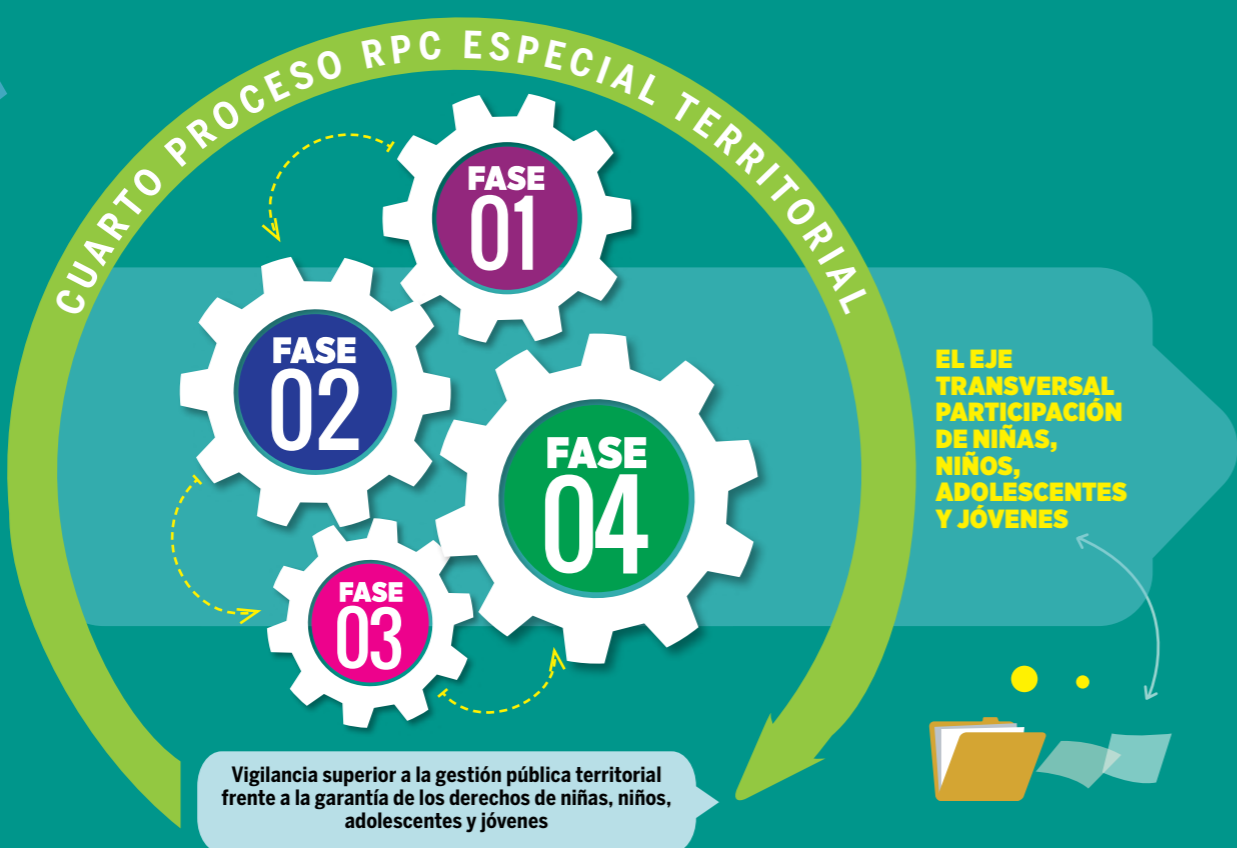 CUARTO PROCESO RPC ESPECIAL TERRITORIAL
FASE
01
FASE
02
FASE
03
FASE
04
EL EJE
TRANSVERSAL
PARTICIPACIÓN
DE NIÑAS,
NIÑOS,
ADOLESCENTES
Y JÓVENES
Vigilancia superior a la gestión pública territorial
frente a la garantía de los derechos de niñas, niños,
adolescentes y jóvenes